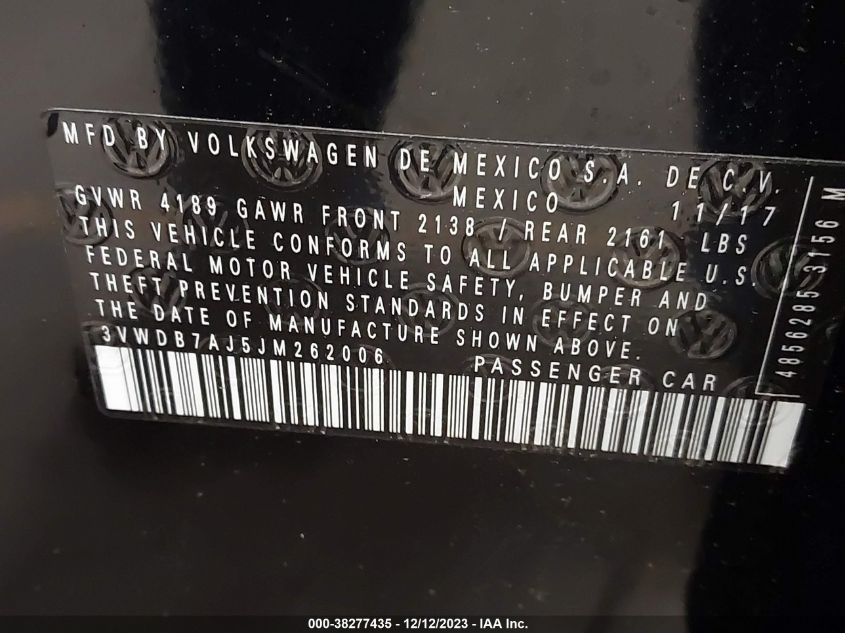 MFD BY VOLKSWAGEN DE MEXICO S.A. DE C.V.
MEXICO 11/17
GVWR 4189 GAWR FRONT 2138 / REAR 2161 LBS
THIS VEHICLE CONFORMS TO ALL APPLICABLE U.S.
FEDERAL MOTOR VEHICLE SAFETY, BUMPER AND
THEFT PREVENTION STANDARDS IN EFFECT ON
THE DATE OF MANUFACTURE SHOWN ABOVE.
3VWDB7AJ5JM262006 PASSENGER CAR
4856285 3156 M
000-38277435 - 12/12/2023 - IAA Inc.